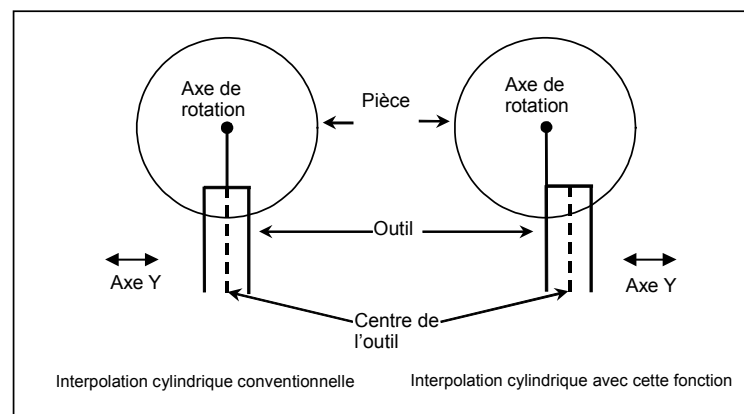 Axe de
rotation
Pièce
Axe de
rotation
Outil
Axe Y
Axe Y
Centre de
l'outil
Interpolation cylindrique conventionnelle
Interpolation cylindrique avec cette fonction